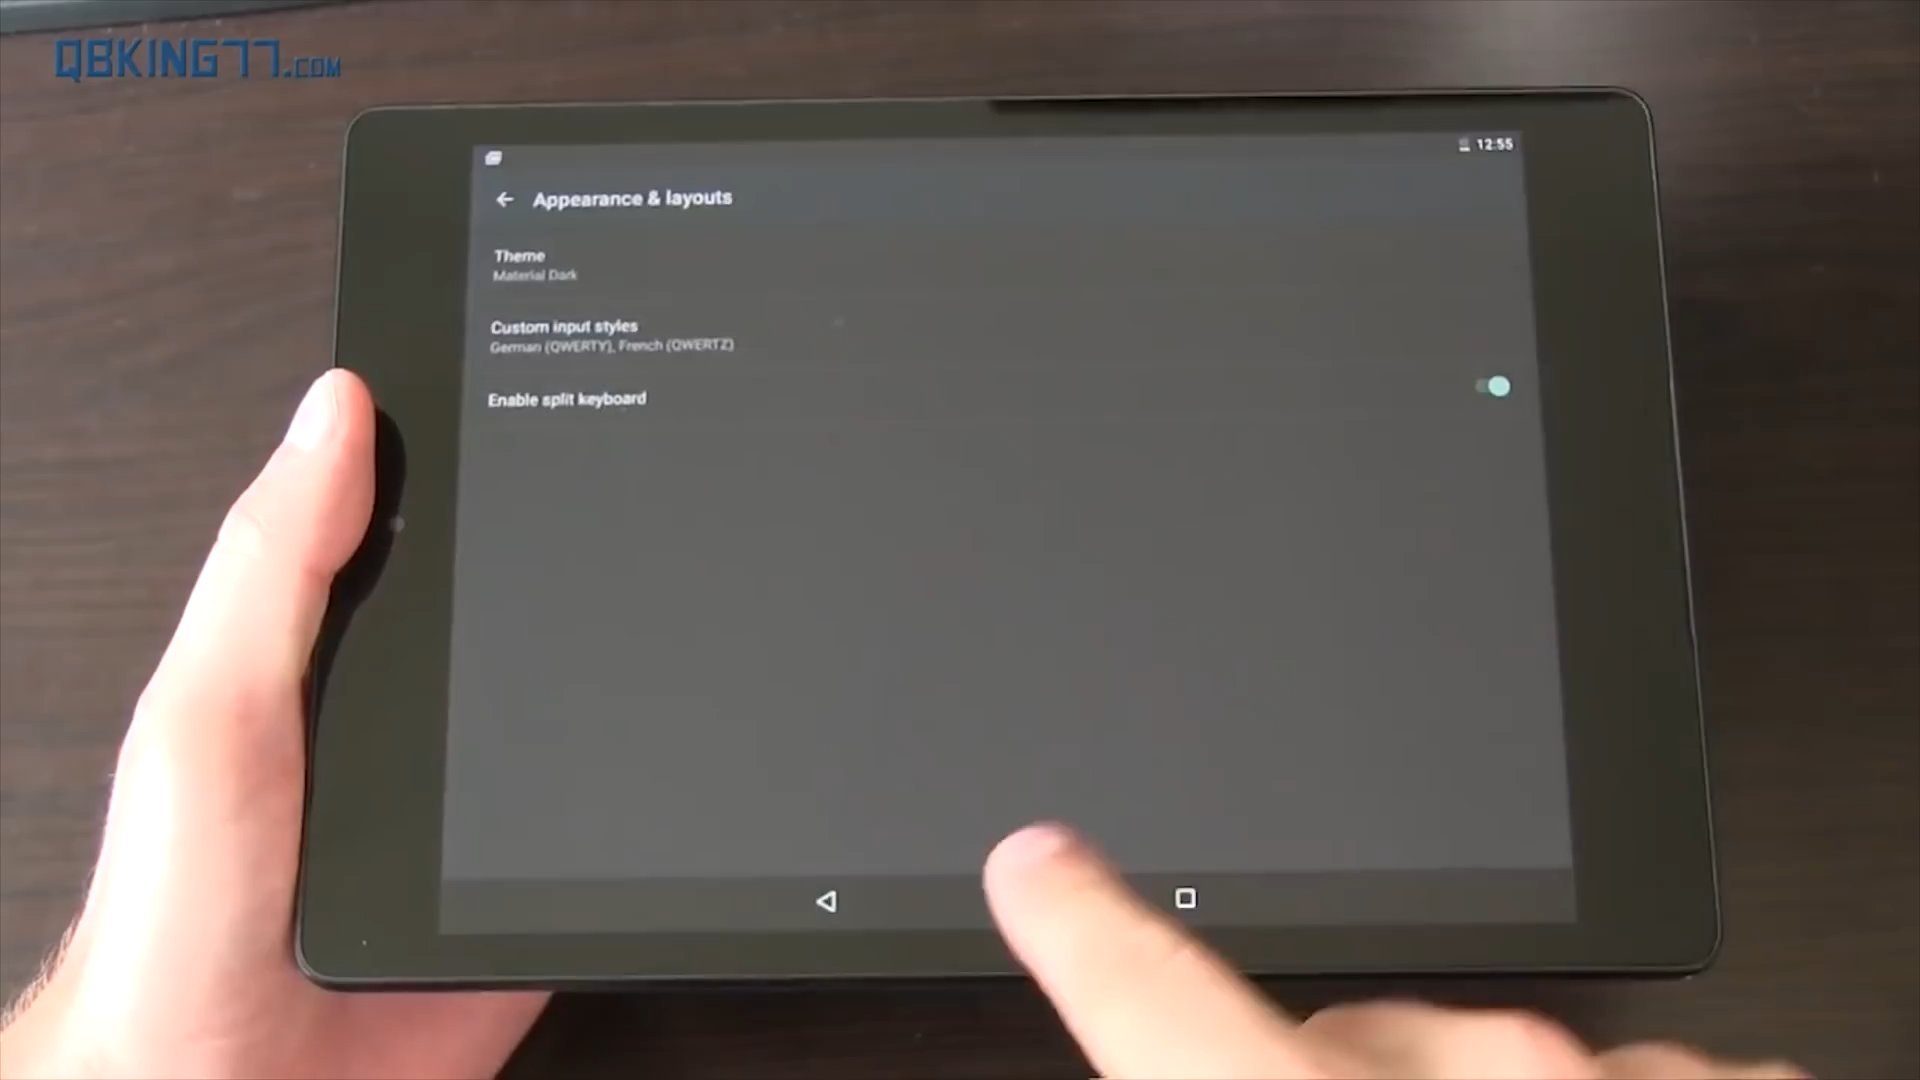 QBKING77.COM
12:55
Appearance & layouts
Theme
Material Dark
Custom input styles
German (QWERTY), French (QWERTZ)
Enable split keyboard